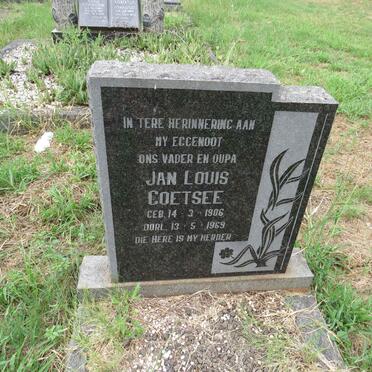 IN TERE HERINNERING AAN
MY EGGENOOT
ONS VADER EN OUPA
JAN LOUIS
COETSEE
GEB. 14 · 3 · 1906
OORL. 13 · 5 · 1969
DIE HERE IS MY HERDER